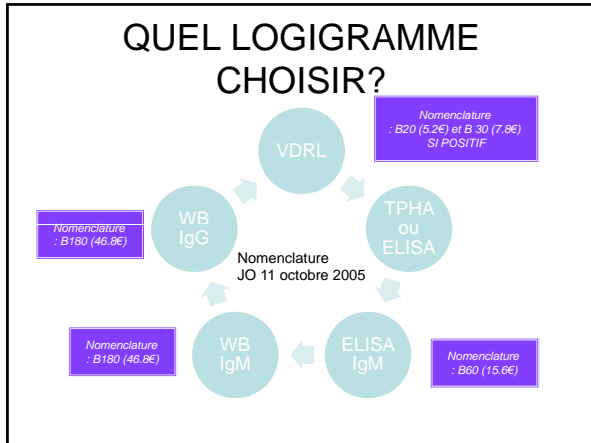 QUEL LOGIGRAMME
CHOISIR?
Nomenclature
: B20 (5.2€) et B 30 (7.8€)
SI POSITIF
VDRL
TPHA
ou
ELISA
Nomenclature
: B60 (15.6€)
ELISA
IgM
WB
IgM
Nomenclature
: B180 (46.8€)
WB
IgG
Nomenclature
: B180 (46.8€)
Nomenclature
JO 11 octobre 2005